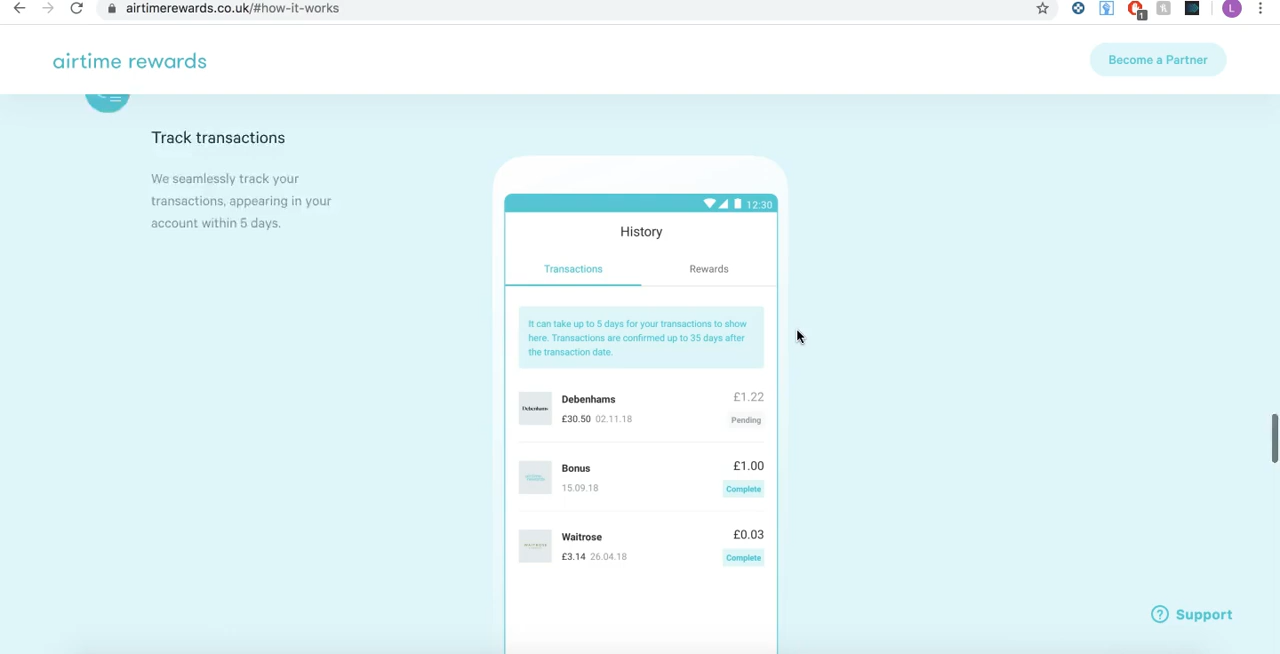 airtimerewards.co.uk/#how-it-works
1
L
airtime rewards
Become a Partner
Track transactions
We seamlessly track your
transactions, appearing in your
account within 5 days.
12:30
History
Transactions
Rewards
It can take up to 5 days for your transactions to show
here. Transactions are confirmed up to 35 days after
the transaction date.
Debenhams
Debenhams
£1.22
£30.50 02.11.18
Pending
Bonus
£1.00
15.09.18
Complete
WAITROSE
Waitrose
£0.03
£3.14 26.04.18
Complete
? Support